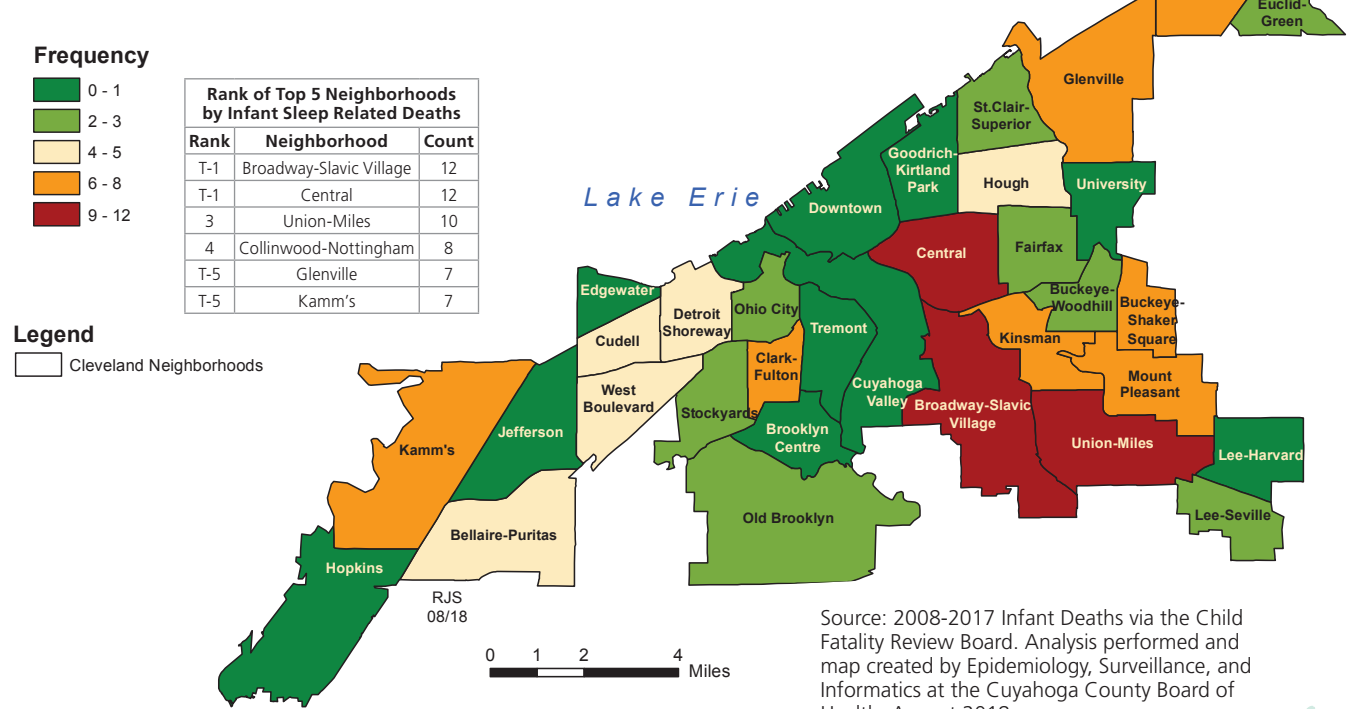 Euclid-
Green
Frequency
0 - 1
2 - 3
4 - 5
6 - 8
9 - 12
Rank of Top 5 Neighborhoods
by Infant Sleep Related Deaths
Rank Neighborhood Count
T-1 Broadway-Slavic Village 12
T-1 Central 12
3 Union-Miles 10
4 Collinwood-Nottingham 8
T-5 Glenville 7
T-5 Kamm's 7
Legend
Cleveland Neighborhoods
Lake Erie
Glenville
St.Clair-
Superior
Goodrich-
Kirtland
Park
Hough
University
Downtown
Central
Fairfax
Buckeye-
Woodhill
Buckeye-
Shaker
Square
Edgewater
Detroit
Shoreway
Ohio City
Tremont
Kinsman
Cudell
Clark-
Fulton
Mount
Pleasant
West
Boulevard
Cuyahoga
Valley
Stockyards
Broadway-Slavic
Village
Jefferson
Brooklyn
Centre
Union-Miles
Kamm's
Lee-Harvard
Old Brooklyn
Lee-Seville
Bellaire-Puritas
Hopkins
RJS
08/18
0 1 2 4
Miles
Source: 2008-2017 Infant Deaths via the Child
Fatality Review Board. Analysis performed and
map created by Epidemiology, Surveillance, and
Informatics at the Cuyahoga County Board of